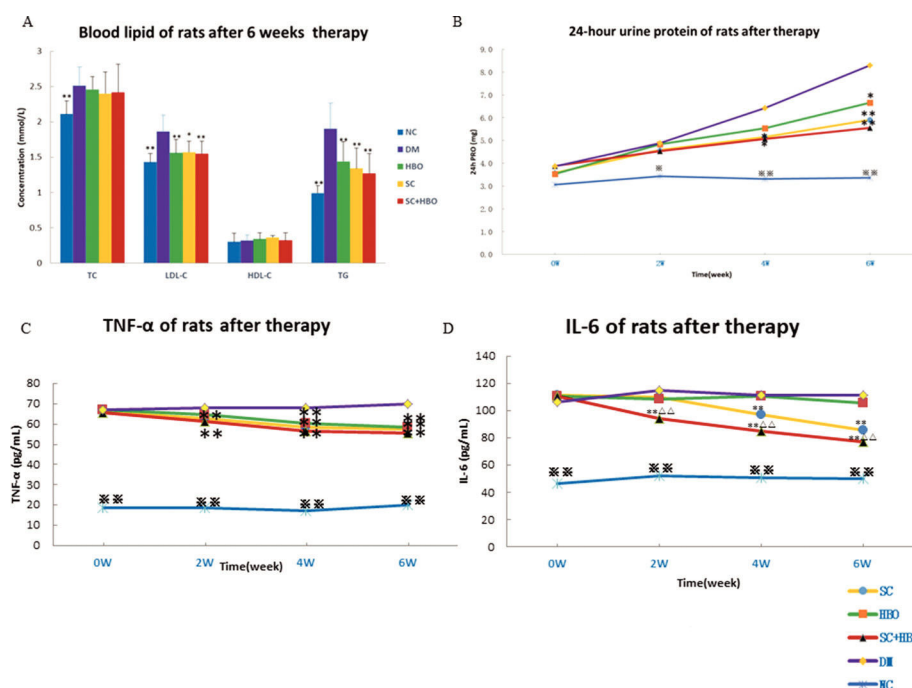 A
Blood lipid of rats after 6 weeks therapy
3
2.5
2
1.5
1
0.5
0
Concerntration (mmol/L)
** ** * ** ** ** ** **
**
TC LDL-C HDL-C TG
NC
DM
HBO
SC
SC+HBO
B
24-hour urine protein of rats after therapy
9.0
8.0
7.0
6.0
5.0
4.0
3.0
2.0
1.0
0.0
24h PRO (mg)
*
**
**
*
*
※ ※※ ※※
0W 2W 4W 6W
Time(week)
C
TNF-α of rats after therapy
80
70
60
50
40
30
20
10
0
TNF-α (pg/mL)
** ** **
** **
** ** **
※※ ※※ ※※ ※※
0W 2W 4W 6W
Time(week)
D
IL-6 of rats after therapy
140
120
100
80
60
40
20
0
IL-6 (pg/mL)
**
**△△
**
**△△
**△△
※※ ※※ ※※ ※※
0W 2W 4W 6W
Time(week)
SC
HBO
SC+HB
DM
NC